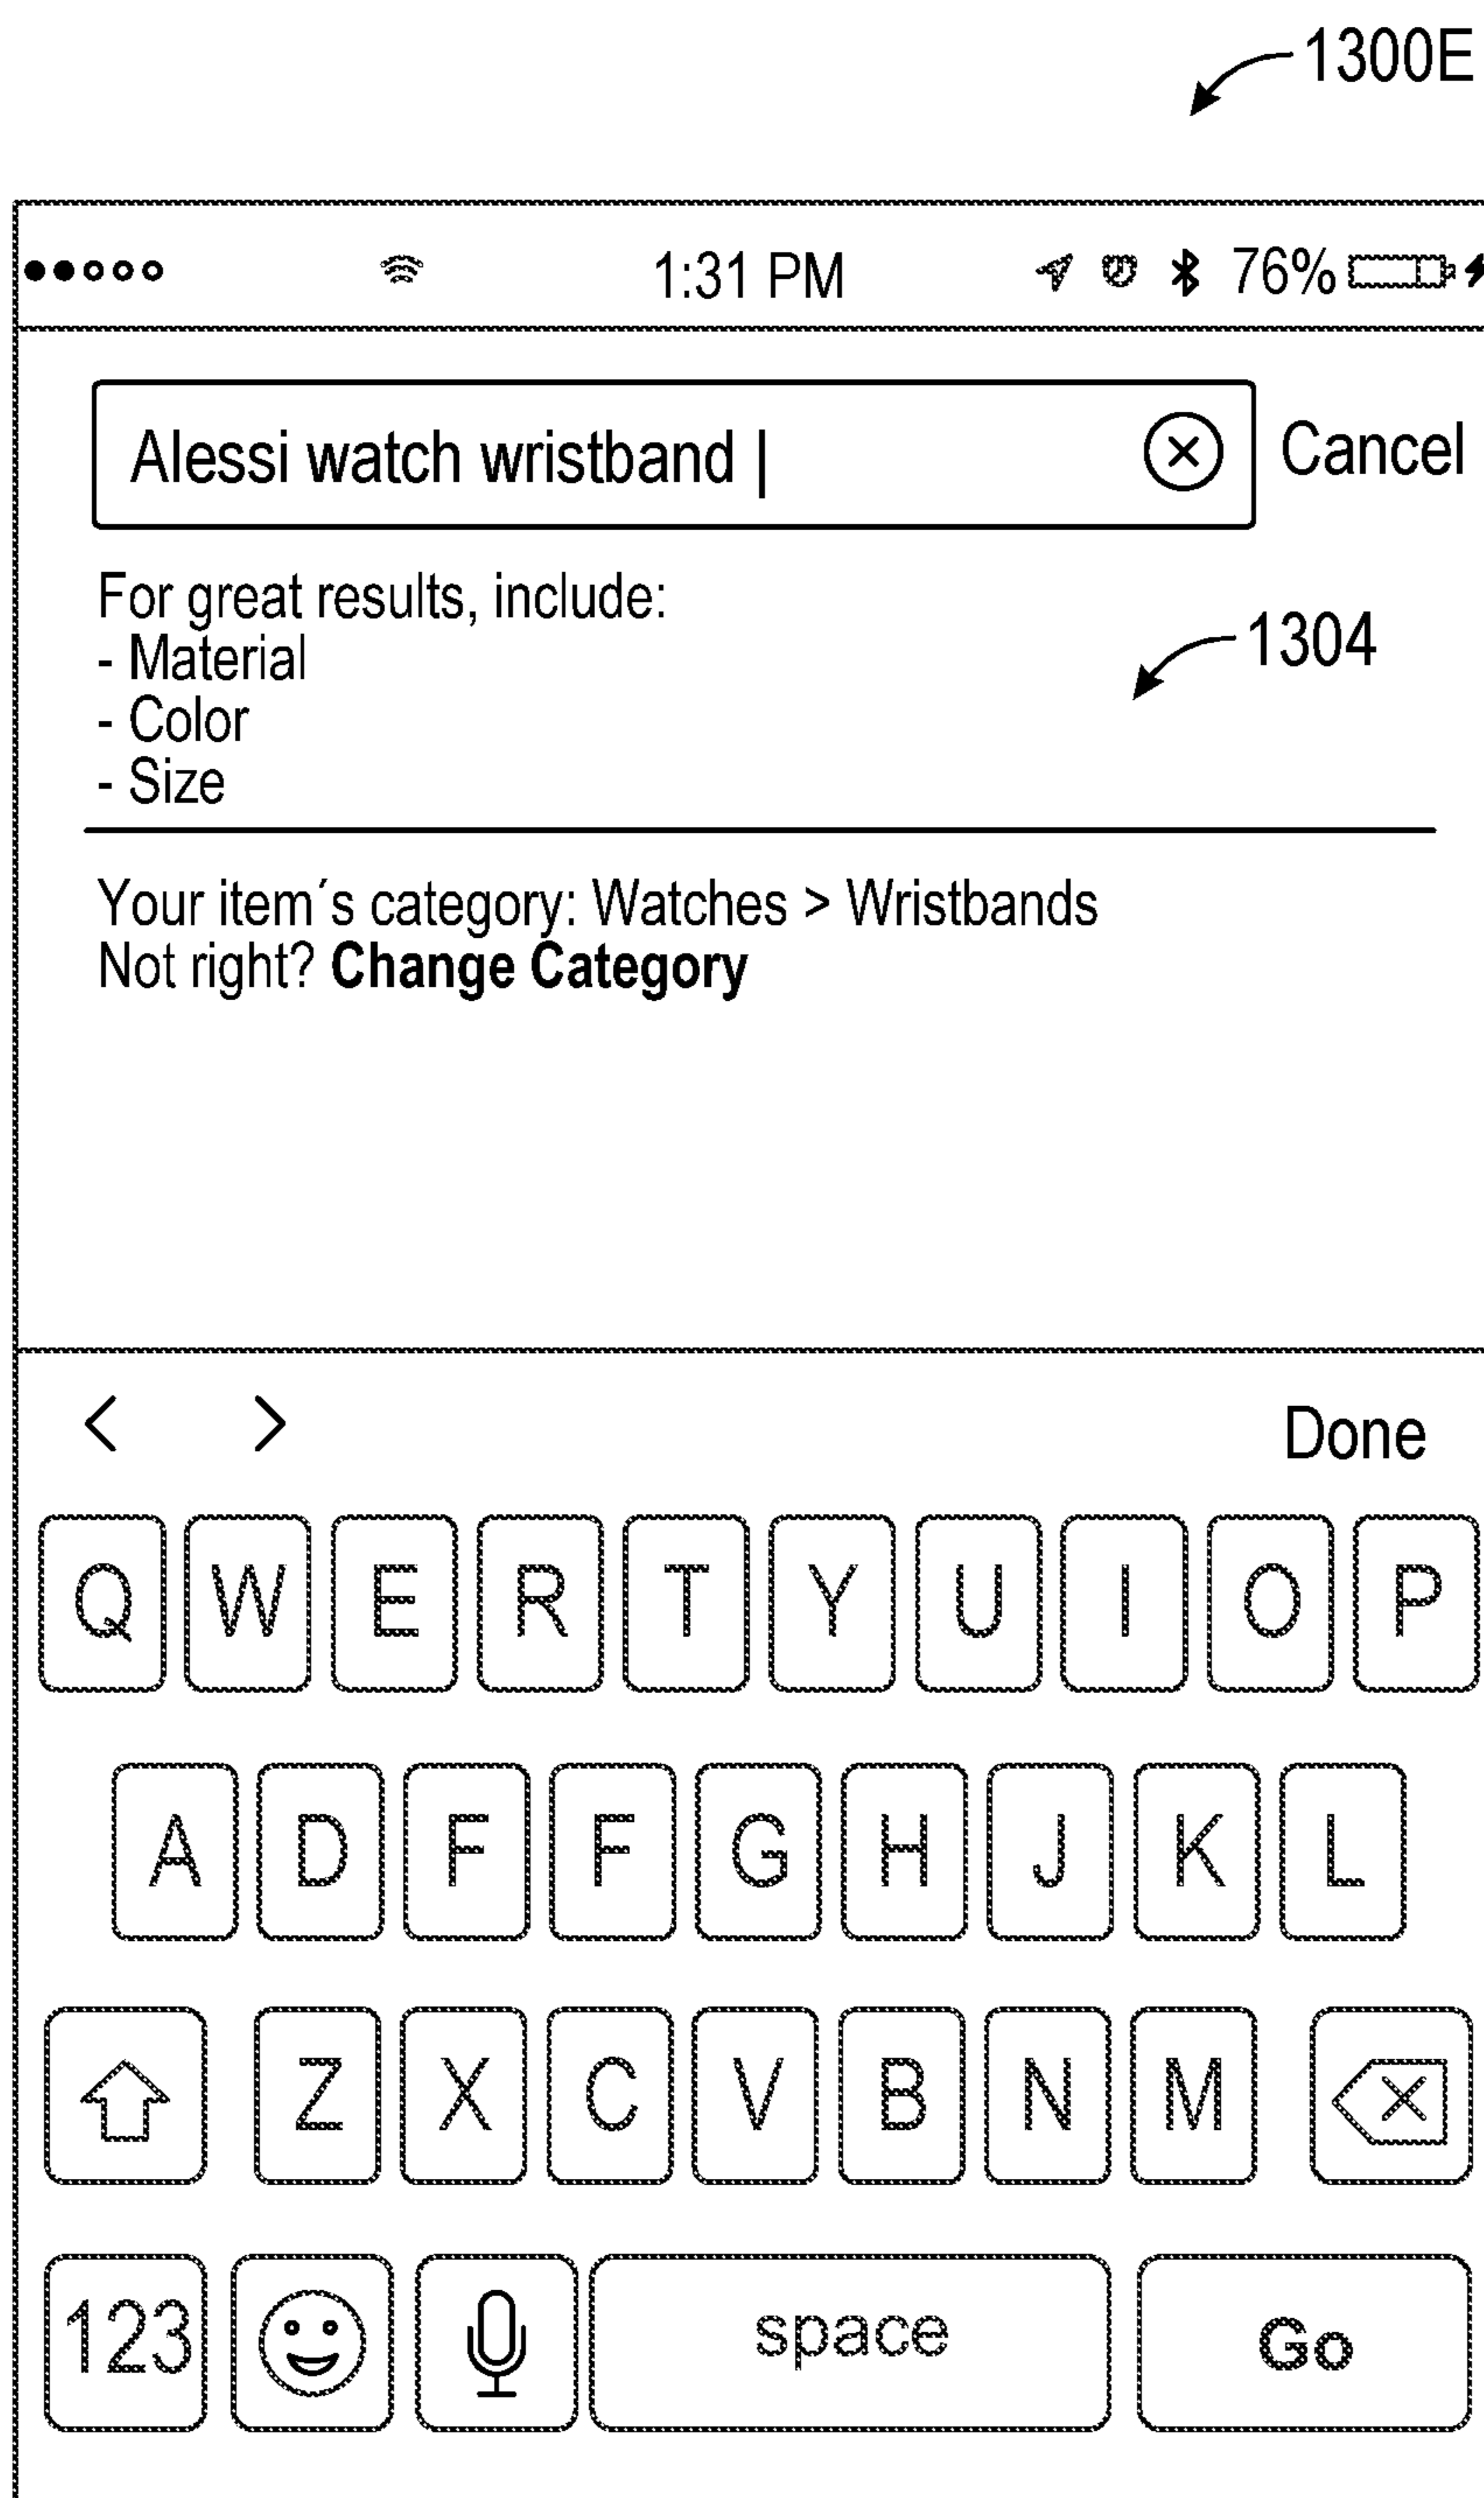 1300E
1:31 PM 76%
Alessi watch wristband
Cancel
For great results, include:
- Material
- Color
- Size
1304
Your item´s category: Watches > Wristbands
Not right? Change Category
< > Done
Q W E R T Y U I O P
A D F F G H J K L
Z X C V B N M
123 space Go